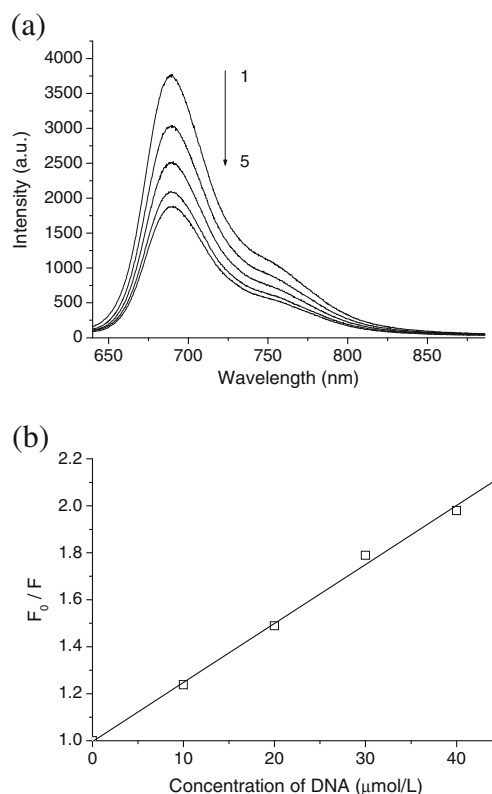 (a)
4000
3500
3000
2500
2000
1500
1000
500
0
1
5
Intensity (a.u.)
650 700 750 800 850
Wavelength (nm)
(b)
2.2
2.0
1.8
1.6
1.4
1.2
1.0
F0 / F
0 10 20 30 40
Concentration of DNA (μmol/L)